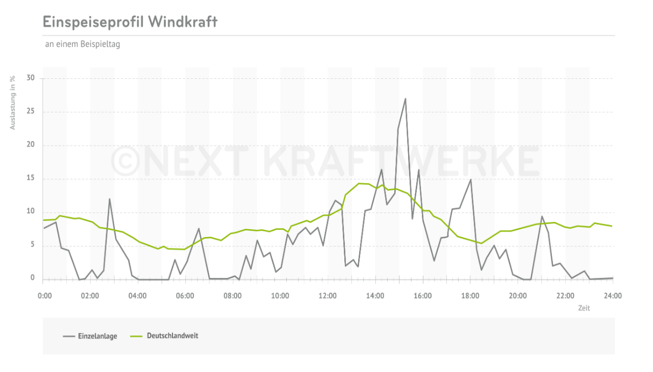 Einspeiseprofil Windkraft
an einem Beispieltag
Auslastung in %
30
25
20
15
10
5
0
©NEXT KRAFTWERKE
0:00 02:00 04:00 06:00 08:00 10:00 12:00 14:00 16:00 18:00 20:00 22:00 24:00
Zeit
Einzelanlage Deutschlandweit